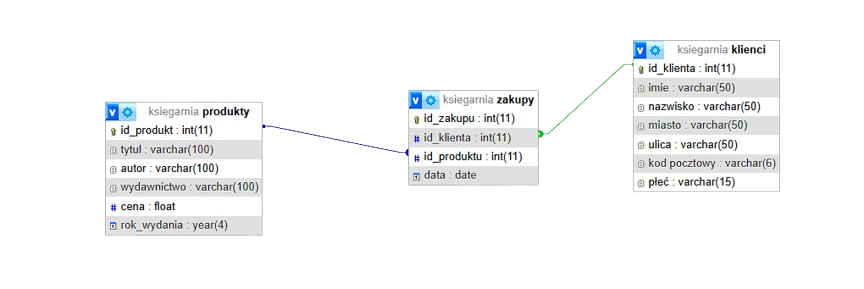 ksiegarnia produkty
id_produkt : int(11)
tytul : varchar(100)
autor : varchar(100)
wydawnictwo : varchar(100)
cena : float
rok_wydania : year(4)
ksiegarnia zakupy
id_zakupu : int(11)
id_klienta : int(11)
id_produktu : int(11)
data : date
ksiegarnia klienci
id_klienta : int(11)
imie : varchar(50)
nazwisko : varchar(50)
miasto : varchar(50)
ulica : varchar(50)
kod pocztowy : varchar(6)
płeć : varchar(15)